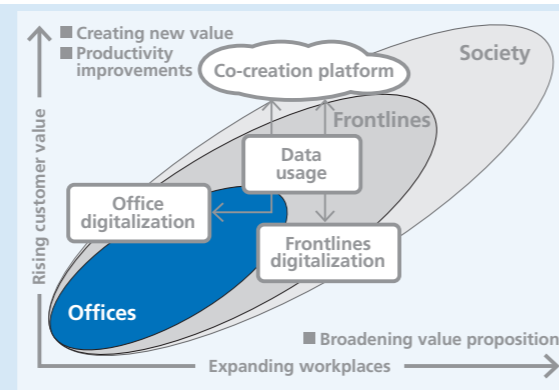 ■ Creating new value
■ Productivity
improvements
Society
Co-creation platform
Frontlines
Data
usage
Office
digitalization
Frontlines
digitalization
Offices
Rising customer value
■ Broadening value proposition
Expanding workplaces